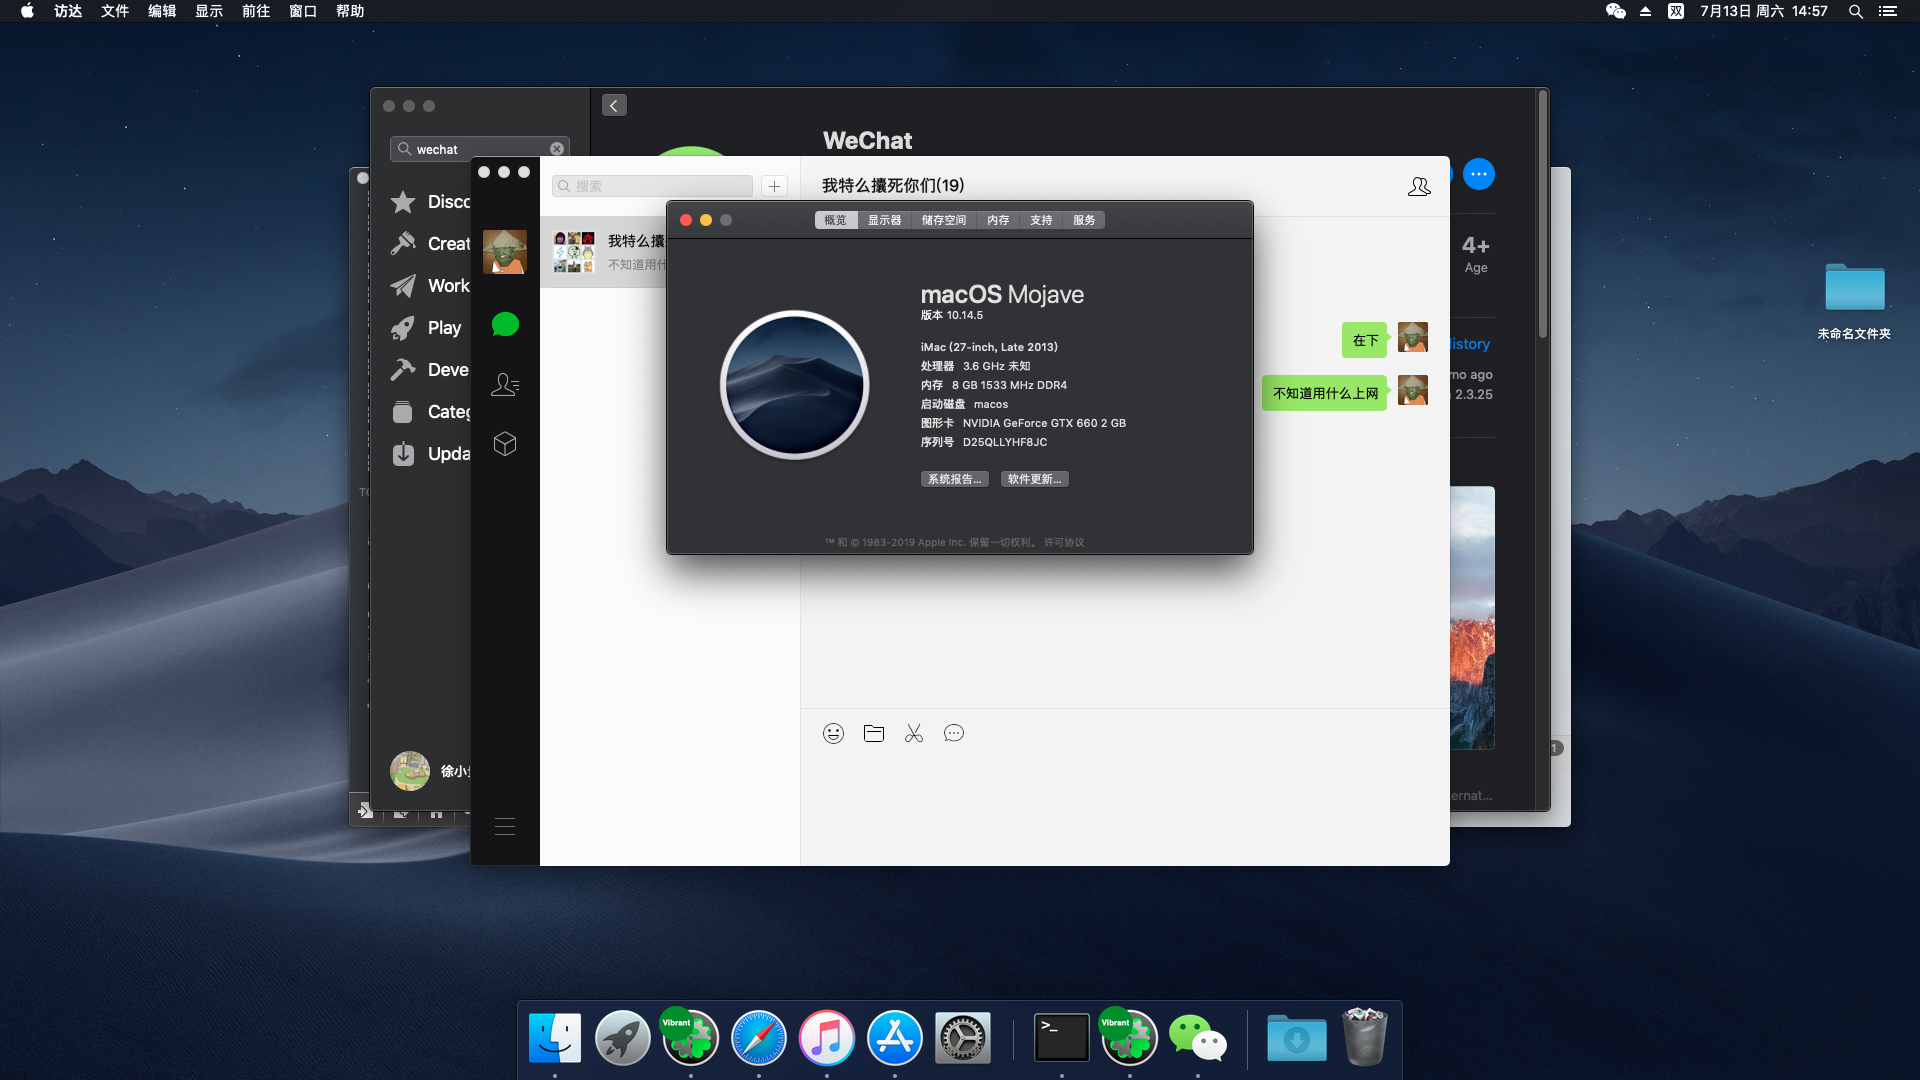 访达 文件 编辑 显示 前往 窗口 帮助
双 7月13日 周六 14:57
wechat
WeChat
搜索
我特么攮死你们(19)
Disco
Creat
Work
Play
Deve
Categ
Upda
徐小
我特么攮
不知道用什
概览 显示器 储存空间 内存 支持 服务
macOS Mojave
版本 10.14.5
iMac (27-inch, Late 2013)
处理器 3.6 GHz 未知
内存 8 GB 1533 MHz DDR4
启动磁盘 macos
图形卡 NVIDIA GeForce GTX 660 2 GB
序列号 D25QLLYHF8JC
系统报告... 软件更新...
™ 和 © 1983-2019 Apple Inc. 保留一切权利。 许可协议
在下
不知道用什么上网
4+
Age
istory
mo ago
2.3.25
ernat...
1
未命名文件夹
Vibrant
>_
Vibrant